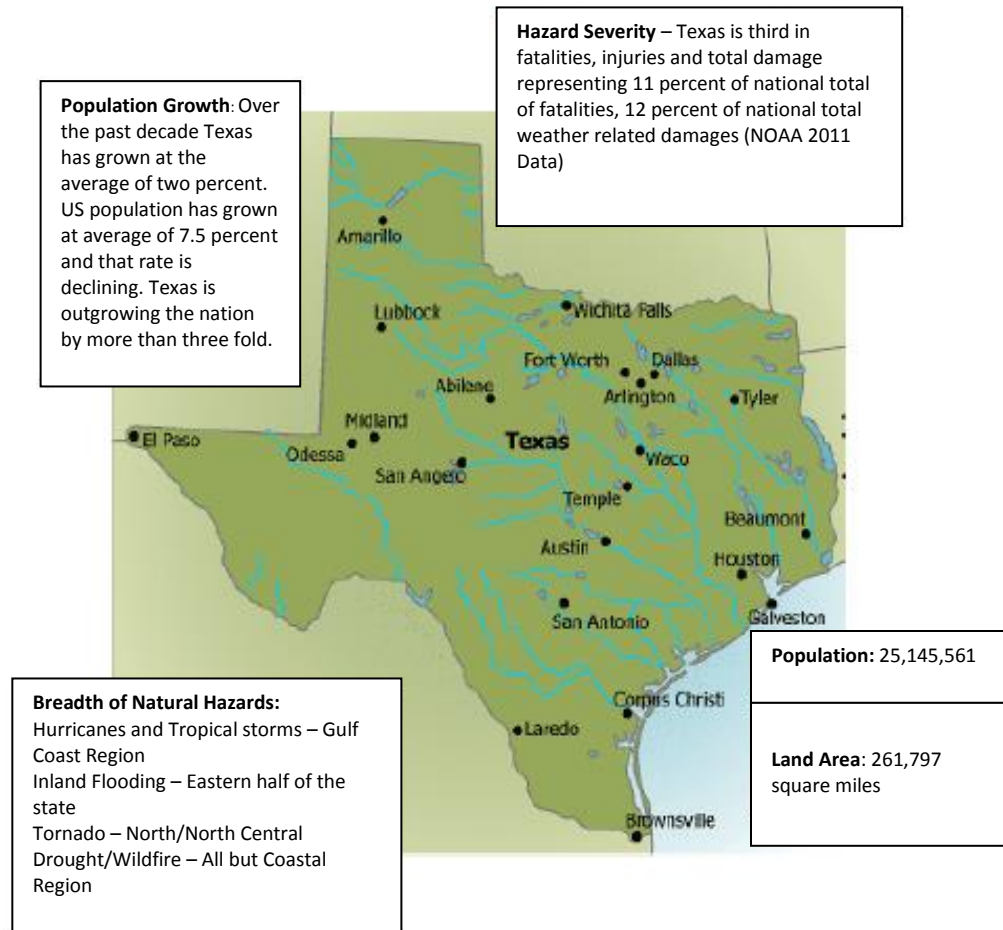 Hazard Severity – Texas is third in
fatalities, injuries and total damage
representing 11 percent of national total
of fatalities, 12 percent of national total
weather related damages (NOAA 2011
Data)
Population Growth: Over
the past decade Texas
has grown at the
average of two percent.
US population has grown
at average of 7.5 percent
and that rate is
declining. Texas is
outgrowing the nation
by more than three fold.
Amarillo
Lubbock
Wichita Falls
Fort Worth
Dallas
Arlington
Abilene
Tyler
El Paso
Midland
Odessa
Texas
San Angelo
Waco
Temple
Beaumont
Austin
Houston
San Antonio
Galveston
Corpus Christi
Laredo
Brownsville
Population: 25,145,561
Land Area: 261,797
square miles
Breadth of Natural Hazards:
Hurricanes and Tropical storms – Gulf
Coast Region
Inland Flooding – Eastern half of the
state
Tornado – North/North Central
Drought/Wildfire – All but Coastal
Region